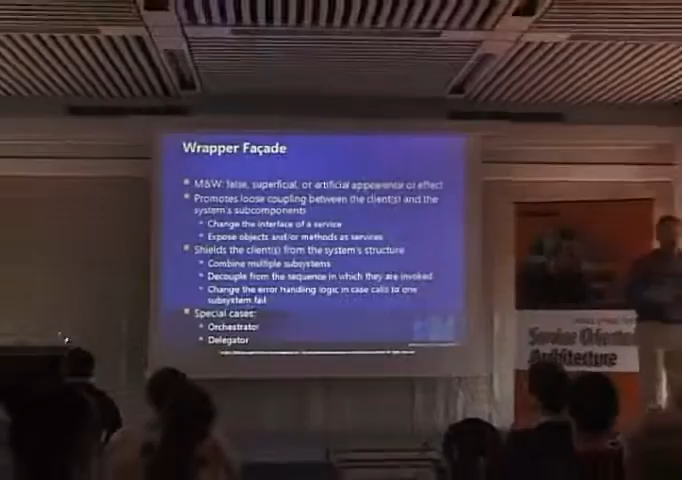 Wrapper Façade
M&W: false, superficial, or artificial appearance or effect
Promotes loose coupling between the client(s) and the
system's subcomponents
Change the interface of a service
Expose objects and/or methods as services
Shields the client(s) from the system's structure
Combine multiple subsystems
Decouple from the sequence in which they are invoked
Change the error handling logic in case calls to one
subsystem fail
Special cases:
Orchestrator
Delegator
Service Oriented
Architecture